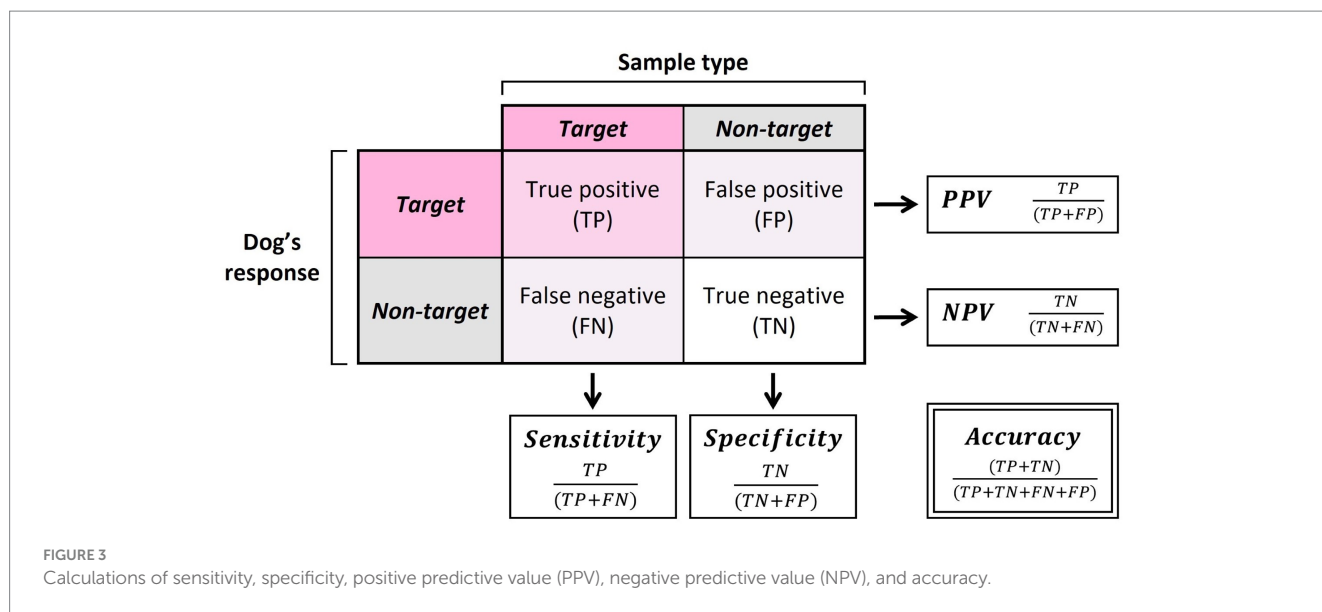 Sample type
Target Non-target
Dog's
response
Target
True positive
(TP)
False positive
(FP)
PPV TP/(TP+FP)
Non-target
False negative
(FN)
True negative
(TN)
NPV TN/(TN+FN)
Sensitivity
TP
(TP+FN)
Specificity
TN
(TN+FP)
Accuracy
(TP+TN)
(TP+TN+FN+FP)
FIGURE 3
Calculations of sensitivity, specificity, positive predictive value (PPV), negative predictive value (NPV), and accuracy.